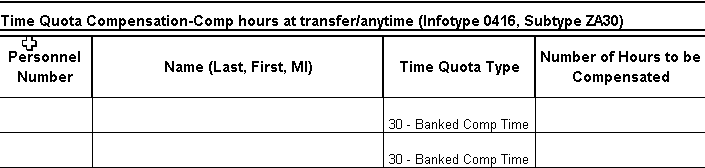 Time Quota Compensation-Comp hours at transfer/anytime (Infotype 0416, Subtype ZA30)
Personnel Number
Name (Last, First, MI)
Time Quota Type
Number of Hours to be Compensated
30 - Banked Comp Time
30 - Banked Comp Time